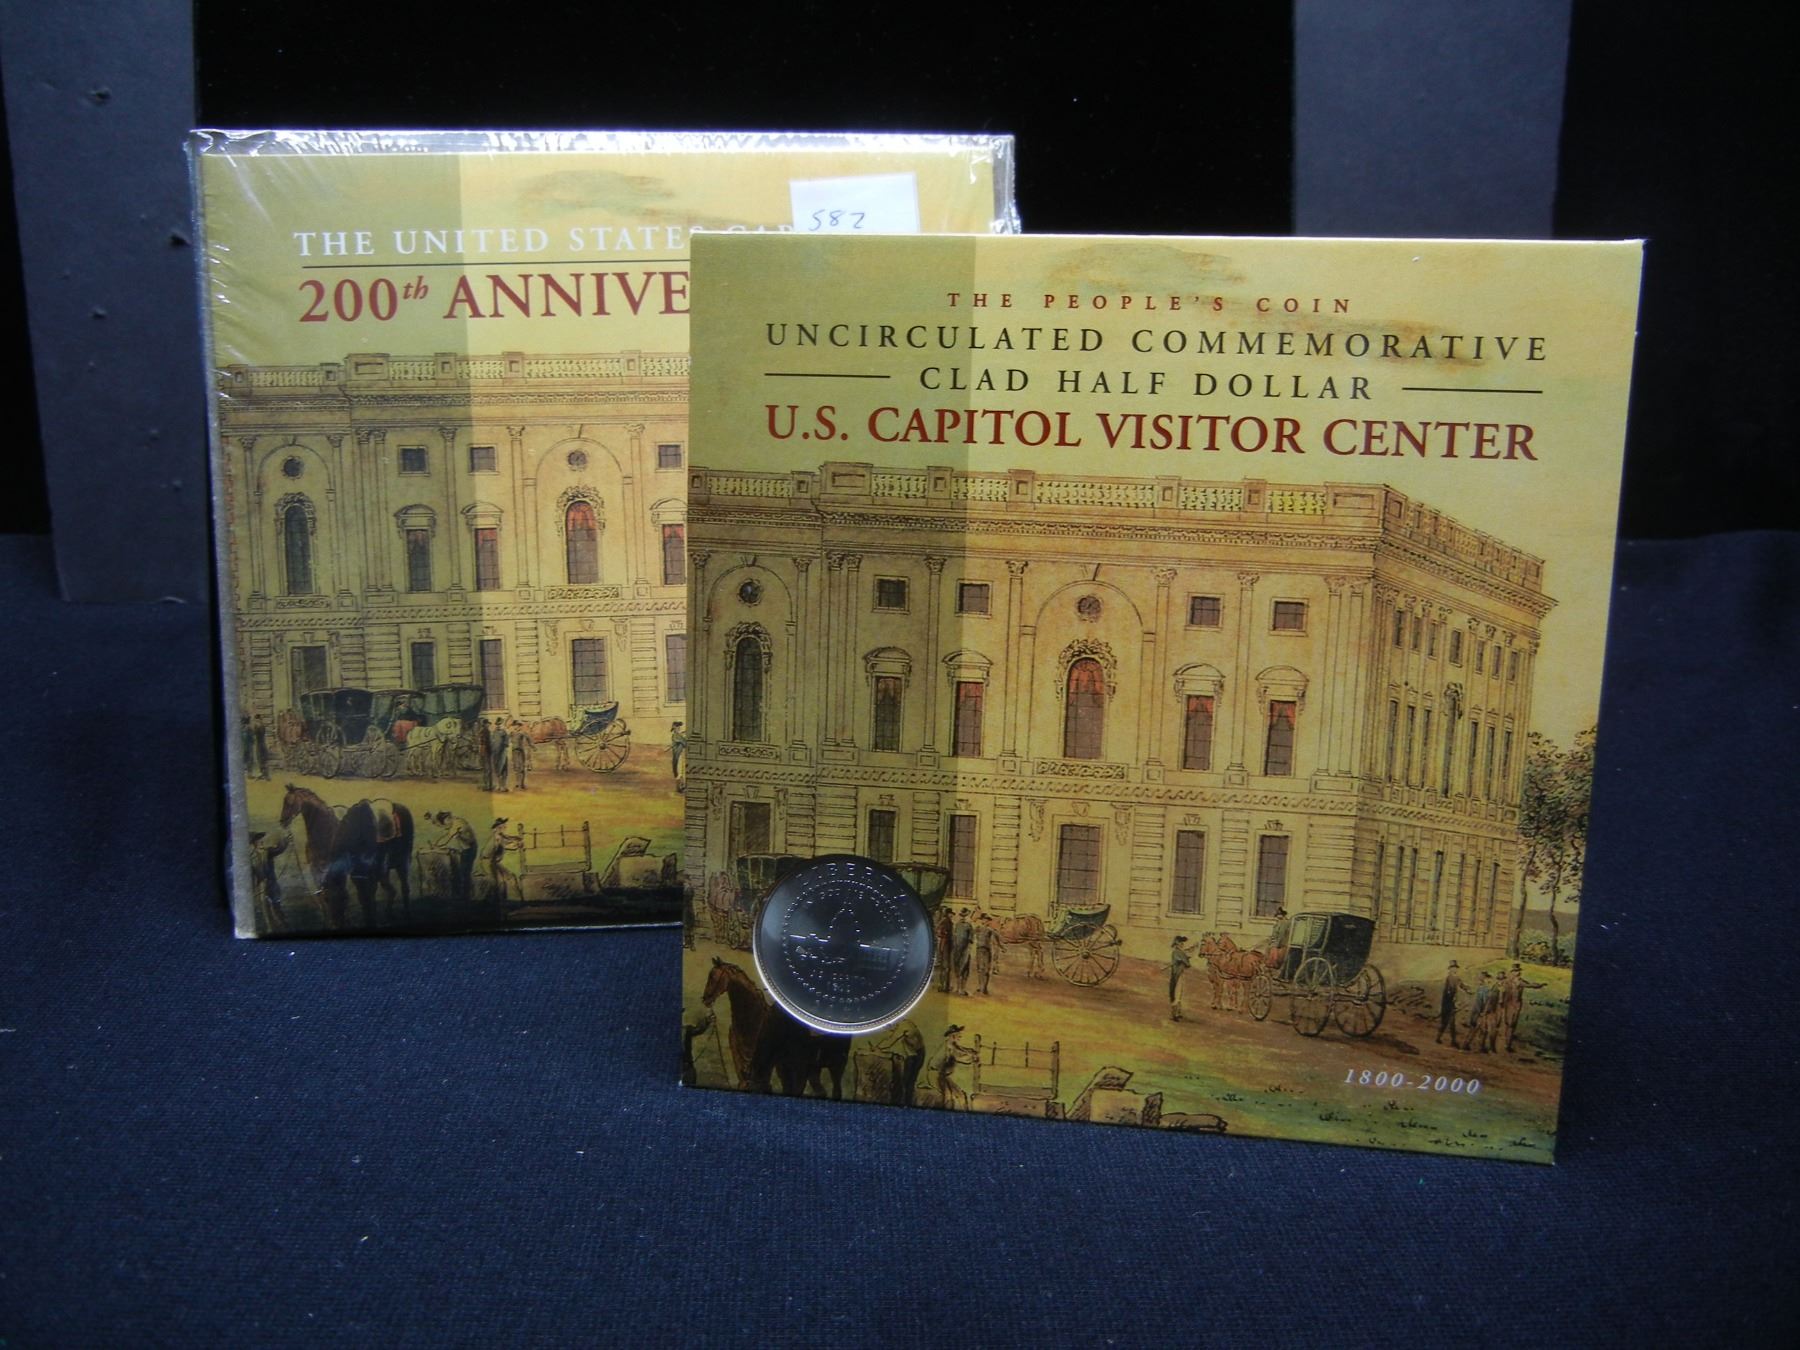 582
THE UNITED STATES
200th ANNIVE
THE PEOPLE'S COIN
UNCIRCULATED COMMEMORATIVE
CLAD HALF DOLLAR
U.S. CAPITOL VISITOR CENTER
LIBERTY
1800-2000